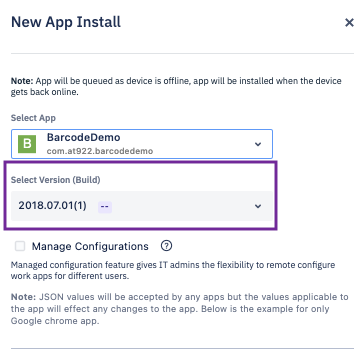 New App Install
×
Note: App will be queued as device is offline, app will be installed when the device
gets back online.
Select App
B
BarcodeDemo
com.at922.barcodedemo
Select Version (Build)
2018.07.01(1) --
Manage Configurations ?
Managed configuration feature gives IT admins the flexibility to remote configure
work apps for different users.
Note: JSON values will be accepted by any apps but the values applicable to
the app will effect any changes to the app. Below is the example for only
Google chrome app.